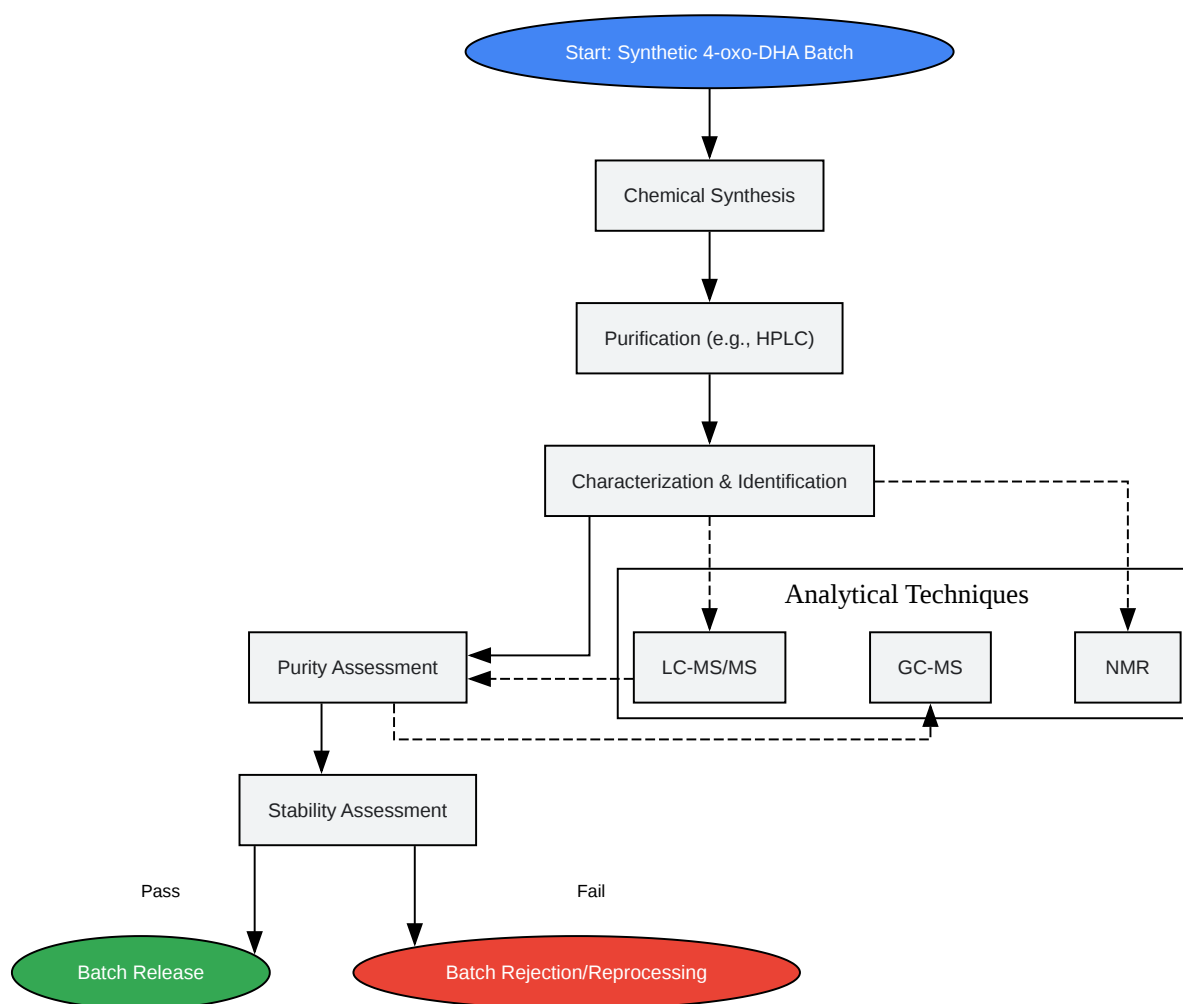 Start: Synthetic 4-oxo-DHA Batch
Chemical Synthesis
Purification (e.g., HPLC)
Characterization & Identification
Analytical Techniques
Purity Assessment
LC-MS/MS
GC-MS
NMR
Stability Assessment
Pass
Fail
Batch Release
Batch Rejection/Reprocessing